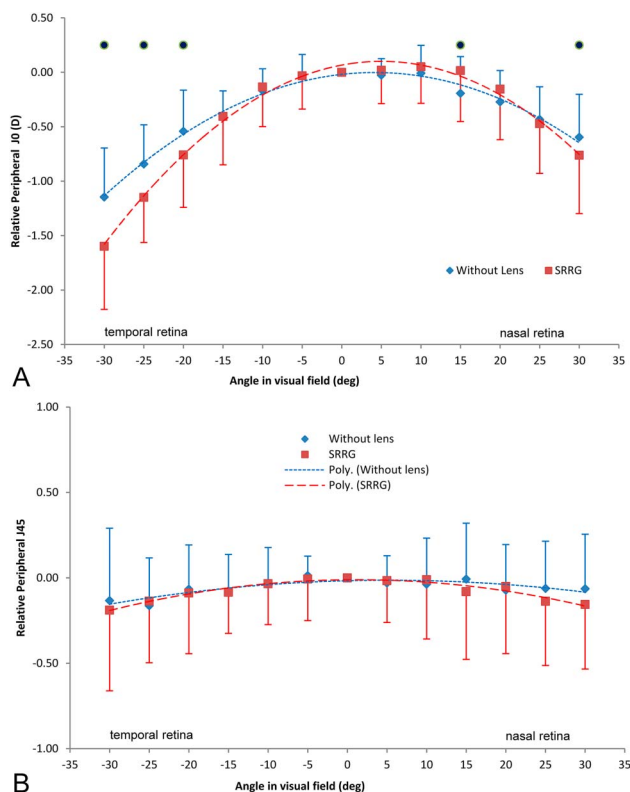 0.50
0.00
-0.50
-1.00
-1.50
-2.00
-2.50
Relative Peripheral J0 (D)
Without Lens
SRRG
temporal retina
nasal retina
-35 -30 -25 -20 -15 -10 -5 0 5 10 15 20 25 30 35
Angle in visual field (deg)
A
1.00
0.50
0.00
-0.50
-1.00
Relative Peripheral J45
Without lens
SRRG
Poly. (Without lens)
Poly. (SRRG)
temporal retina
nasal retina
-35 -30 -25 -20 -15 -10 -5 0 5 10 15 20 25 30 35
Angle in visual field (deg)
B